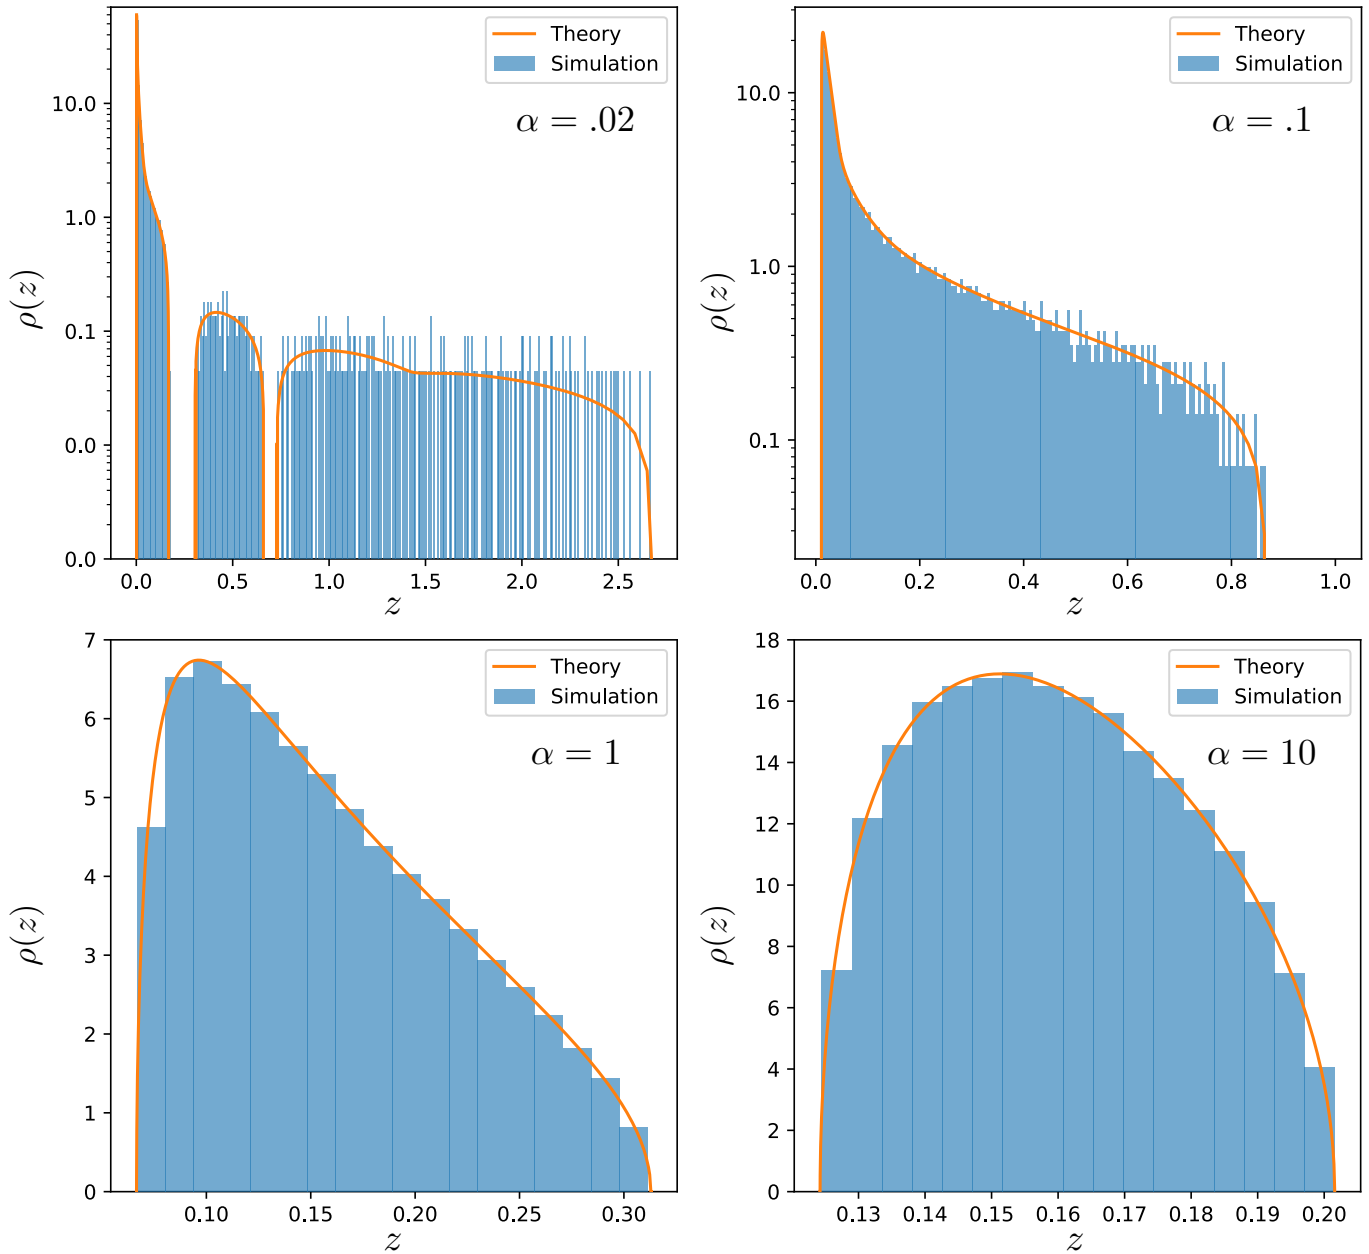 Theory
Simulation
α = .02
10.0
1.0
0.1
0.0
0.0
ρ(z)
0.0 0.5 1.0 1.5 2.0 2.5
z
Theory
Simulation
α = .1
10.0
1.0
0.1
ρ(z)
0.0 0.2 0.4 0.6 0.8 1.0
z
Theory
Simulation
α = 1
7
6
5
4
3
2
1
0
ρ(z)
0.10 0.15 0.20 0.25 0.30
z
Theory
Simulation
α = 10
18
16
14
12
10
8
6
4
2
0
ρ(z)
0.13 0.14 0.15 0.16 0.17 0.18 0.19 0.20
z